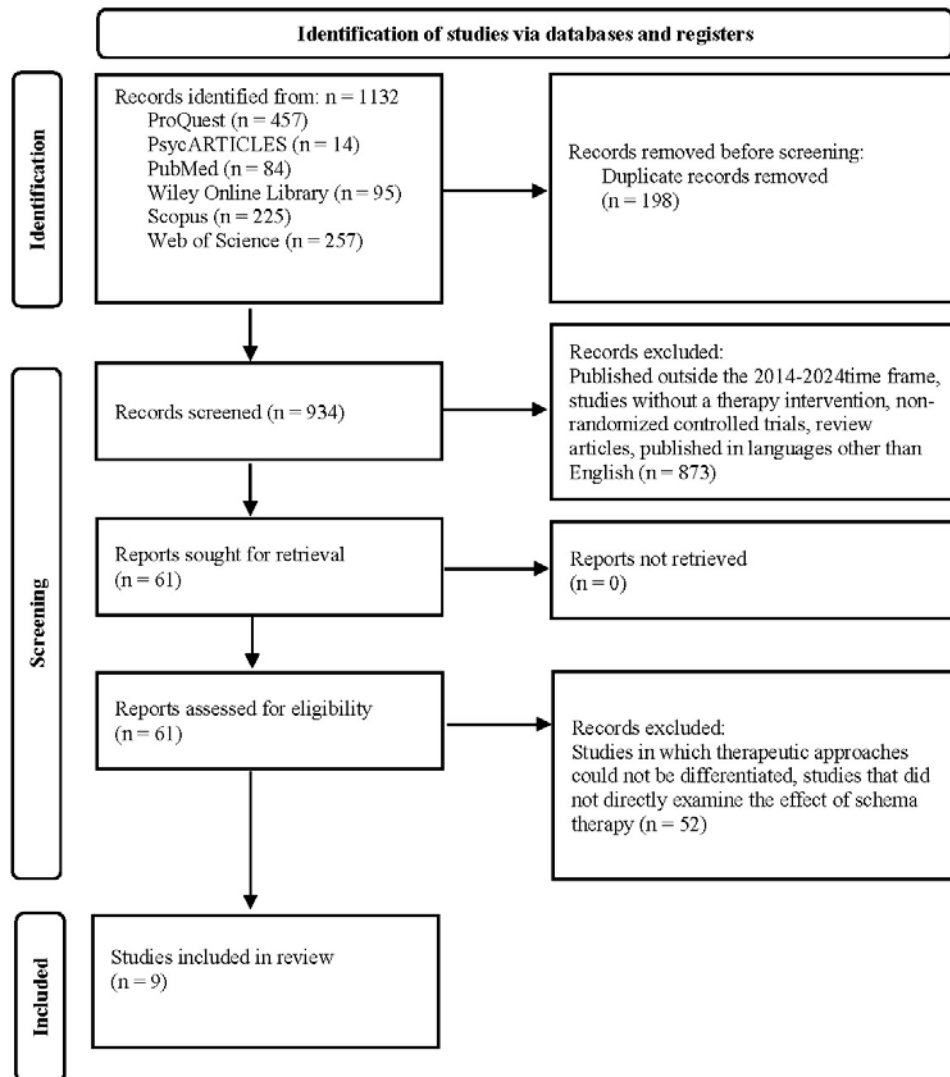 Identification of studies via databases and registers
Identification
Records identified from: n = 1132
ProQuest (n = 457)
PsycARTICLES (n = 14)
PubMed (n = 84)
Wiley Online Library (n = 95)
Scopus (n = 225)
Web of Science (n = 257)
Records removed before screening:
Duplicate records removed
(n = 198)
Screening
Records screened (n = 934)
Records excluded:
Published outside the 2014-2024time frame,
studies without a therapy intervention, non-
randomized controlled trials, review
articles, published in languages other than
English (n = 873)
Reports sought for retrieval
(n = 61)
Reports not retrieved
(n = 0)
Reports assessed for eligibility
(n = 61)
Records excluded:
Studies in which therapeutic approaches
could not be differentiated, studies that did
not directly examine the effect of schema
therapy (n = 52)
Included
Studies included in review
(n = 9)